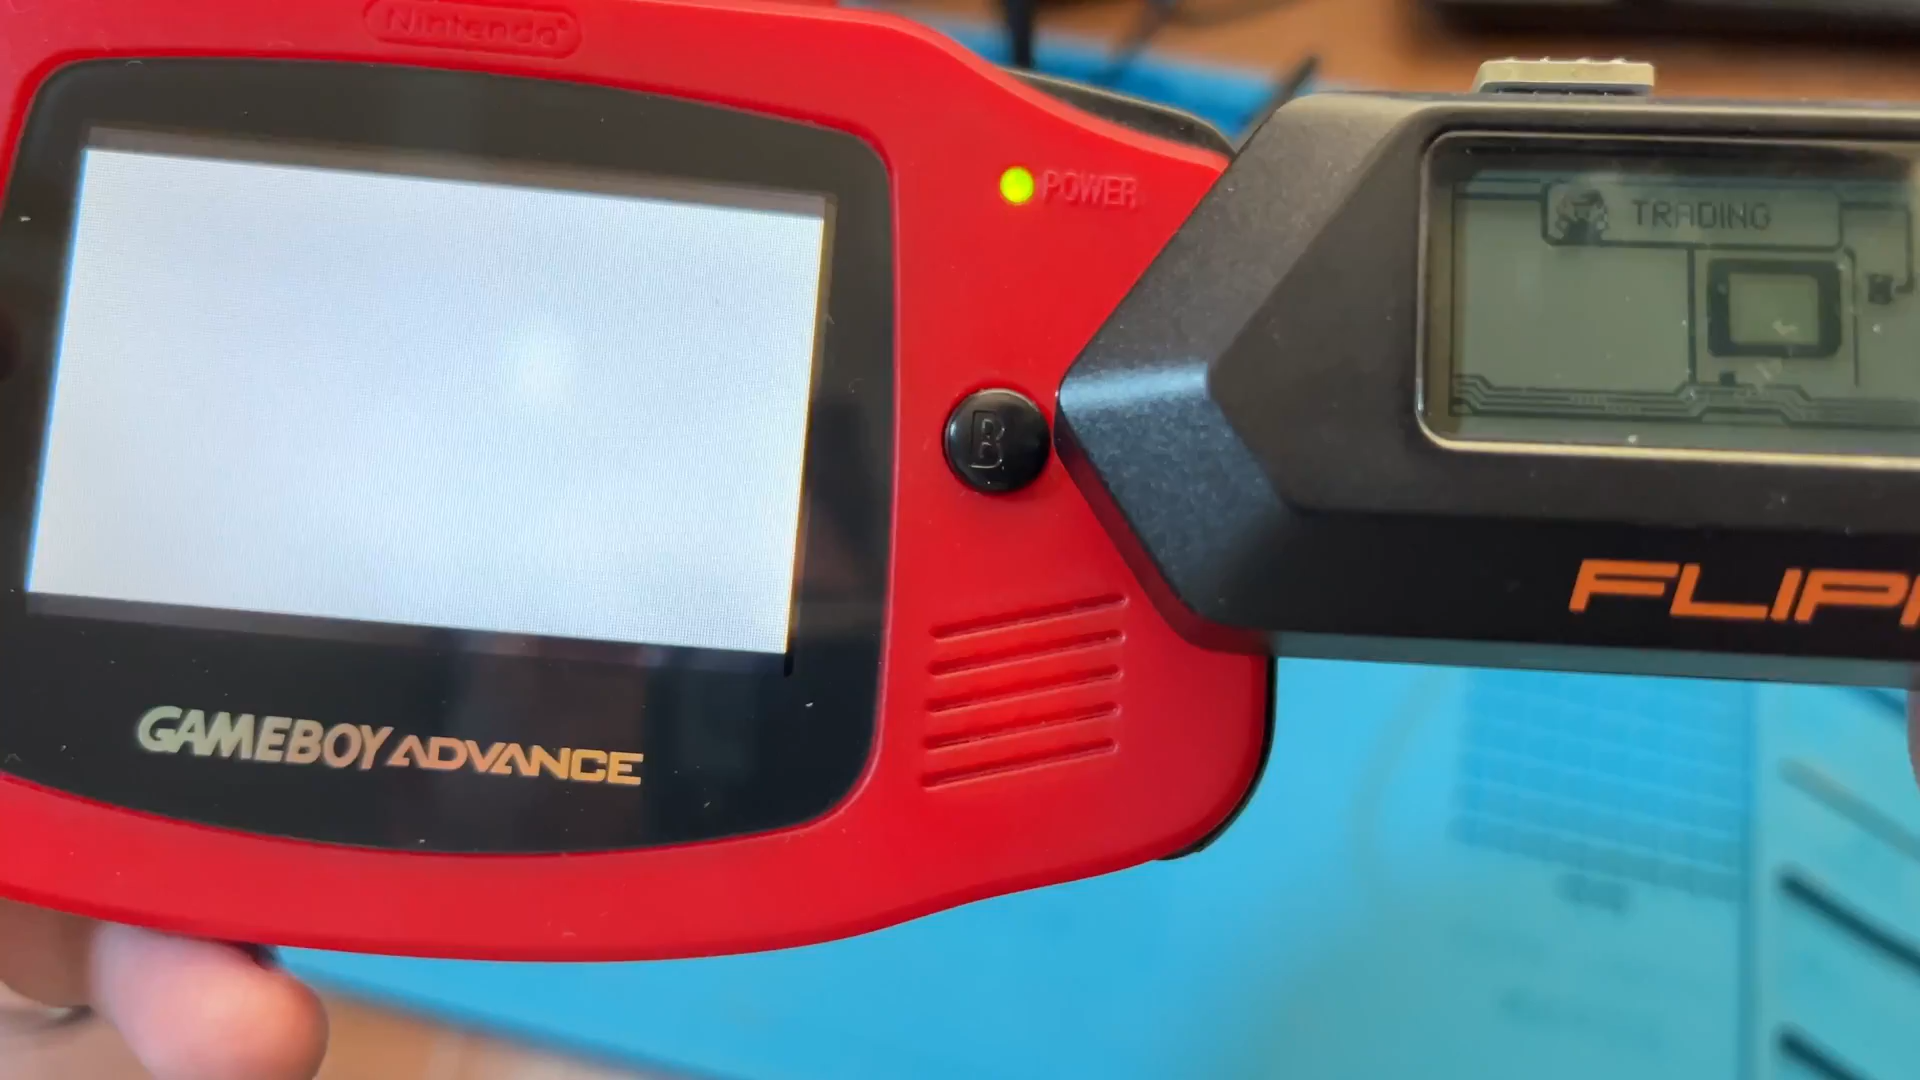 Nintendo
POWER
TRADING
B
FLIP
GAMEBOY ADVANCE